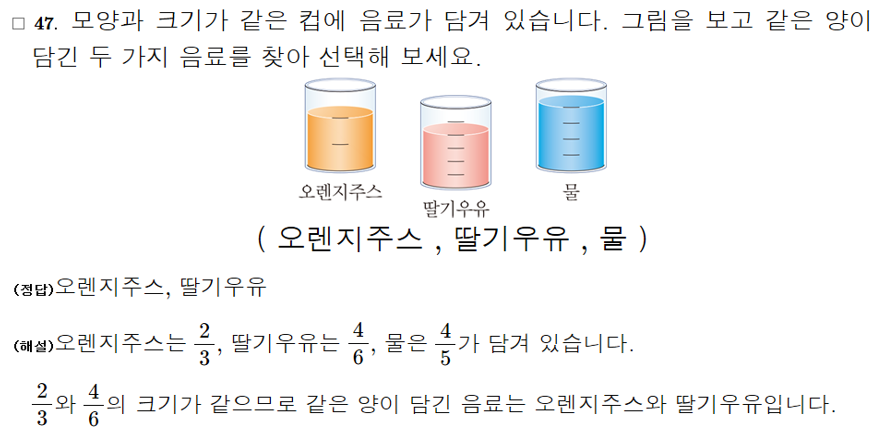 □ 47. 모양과 크기가 같은 컵에 음료가 담겨 있습니다. 그림을 보고 같은 양이
담긴 두 가지 음료를 찾아 선택해 보세요.
오렌지주스
딸기우유
물
( 오렌지주스 , 딸기우유 , 물 )
(정답)오렌지주스, 딸기우유
(해설)오렌지주스는 2/3, 딸기우유는 4/6, 물은 4/5가 담겨 있습니다.
2/3와 4/6의 크기가 같으므로 같은 양이 담긴 음료는 오렌지주스와 딸기우유입니다.